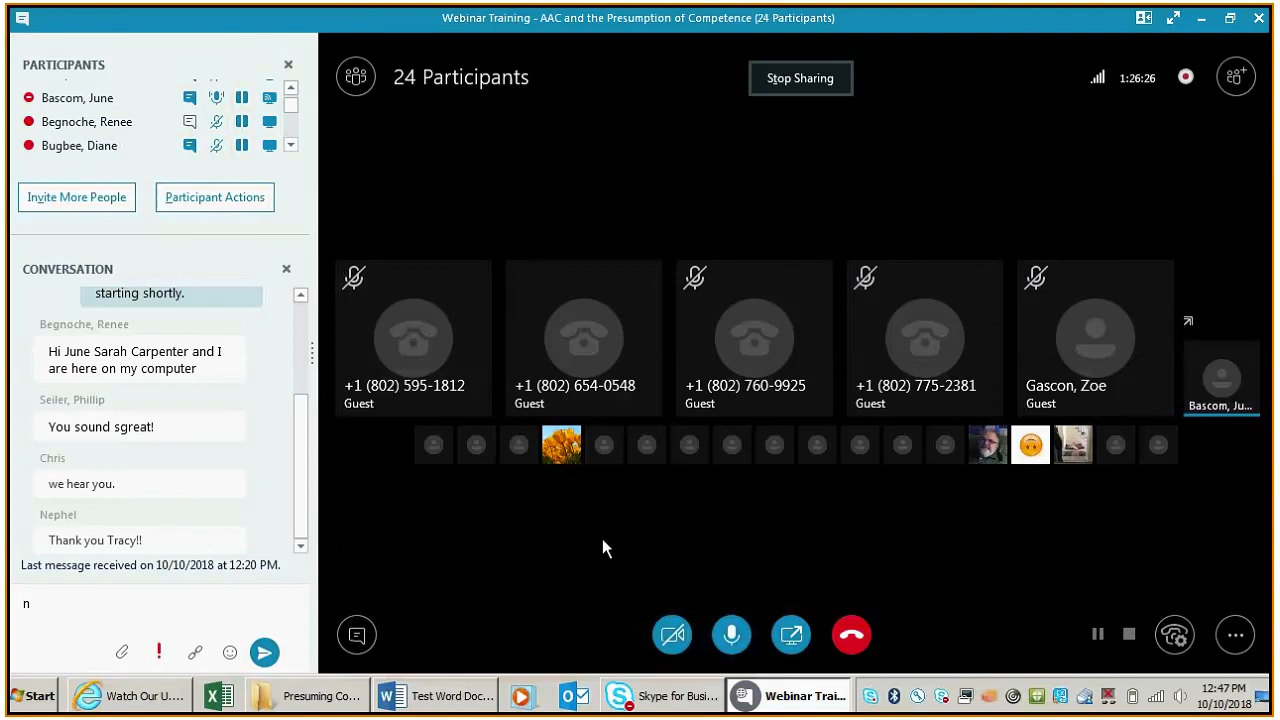 Webinar Training - AAC and the Presumption of Competence (24 Participants)
PARTICIPANTS
Bascom, June
Begnoche, Renee
Bugbee, Diane
Invite More People
Participant Actions
CONVERSATION
starting shortly.
Begnoche, Renee
Hi June Sarah Carpenter and I
are here on my computer
Seiler, Phillip
You sound sgreat!
Chris
we hear you.
Nephel
Thank you Tracy!!
Last message received on 10/10/2018 at 12:20 PM.
n
24 Participants
Stop Sharing
1:26:26
+1 (802) 595-1812
Guest
+1 (802) 654-0548
Guest
+1 (802) 760-9925
Guest
+1 (802) 775-2381
Guest
Gascon, Zoe
Guest
Bascom, Ju...
Start
Watch Our U....
Presuming Co...
Test Word Doc...
Skype for Busi...
Webinar Trai...
12:47 PM
10/10/2018